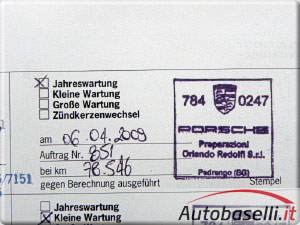 Jahreswartung
Kleine Wartung
Große Wartung
Zündkerzenwechsel
am 06.04.2009
Auftrag Nr. 851
bei km 78.546
gegen Berechnung ausgeführt
784 0247
PORSCHE
Preparazioni
Orlando Redolfi S.r.l.
Pedrengo (BG)
Stempel
/7151
Jahreswartung
Kleine Wartung
Autobaselli.it